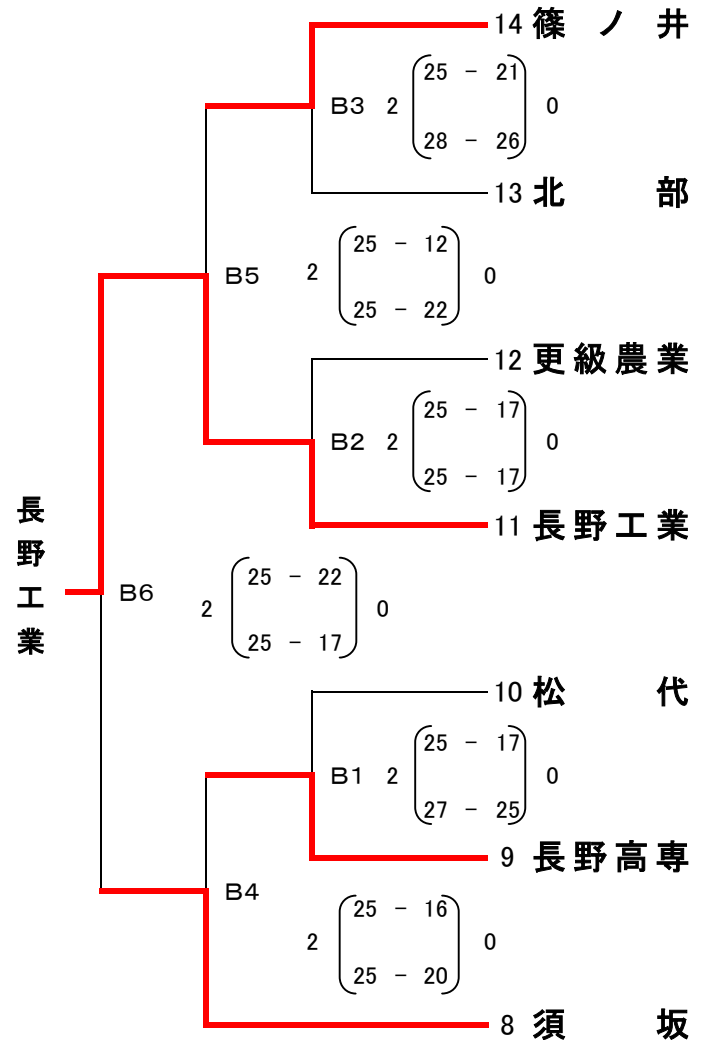 14 篠ノ井
25 - 21
B3 2 0
28 - 26
13 北部
25 - 12
B5 2 0
25 - 22
12 更級農業
25 - 17
B2 2 0
25 - 17
11 長野工業
長野工業
25 - 22
B6 2 0
25 - 17
10 松代
25 - 17
B1 2 0
27 - 25
9 長野高専
B4
25 - 16
2 0
25 - 20
8 須坂